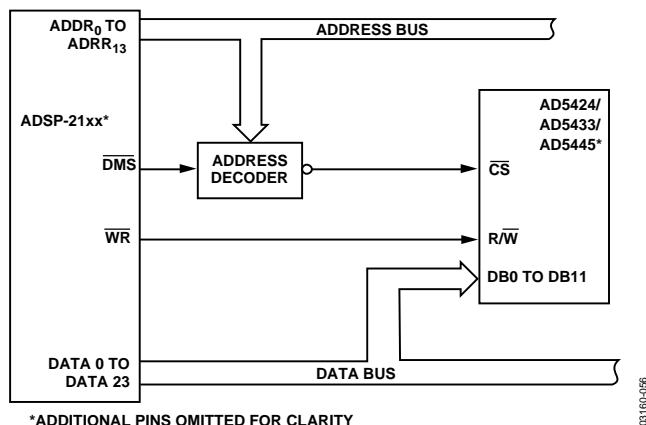 ADDR0 TO
ADRR13
ADDRESS BUS
ADSP-21xx*
AD5424/
AD5433/
AD5445*
DMS
ADDRESS
DECODER
CS
WR
R/W
DB0 TO DB11
DATA 0 TO
DATA 23
DATA BUS
*ADDITIONAL PINS OMITTED FOR CLARITY
03160-056